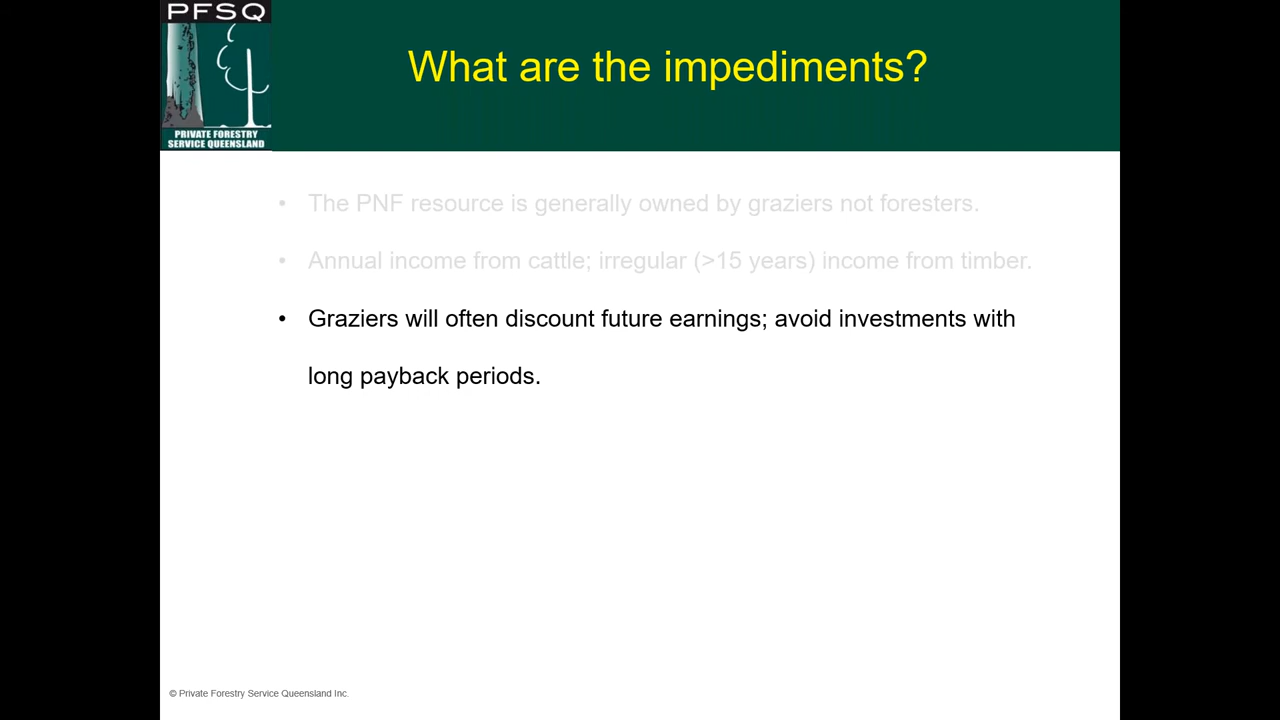 PFSQ
PRIVATE FORESTRY
SERVICE QUEENSLAND
What are the impediments?
• The PNF resource is generally owned by graziers not foresters.
• Annual income from cattle; irregular (>15 years) income from timber.
• Graziers will often discount future earnings; avoid investments with
long payback periods.
© Private Forestry Service Queensland Inc.